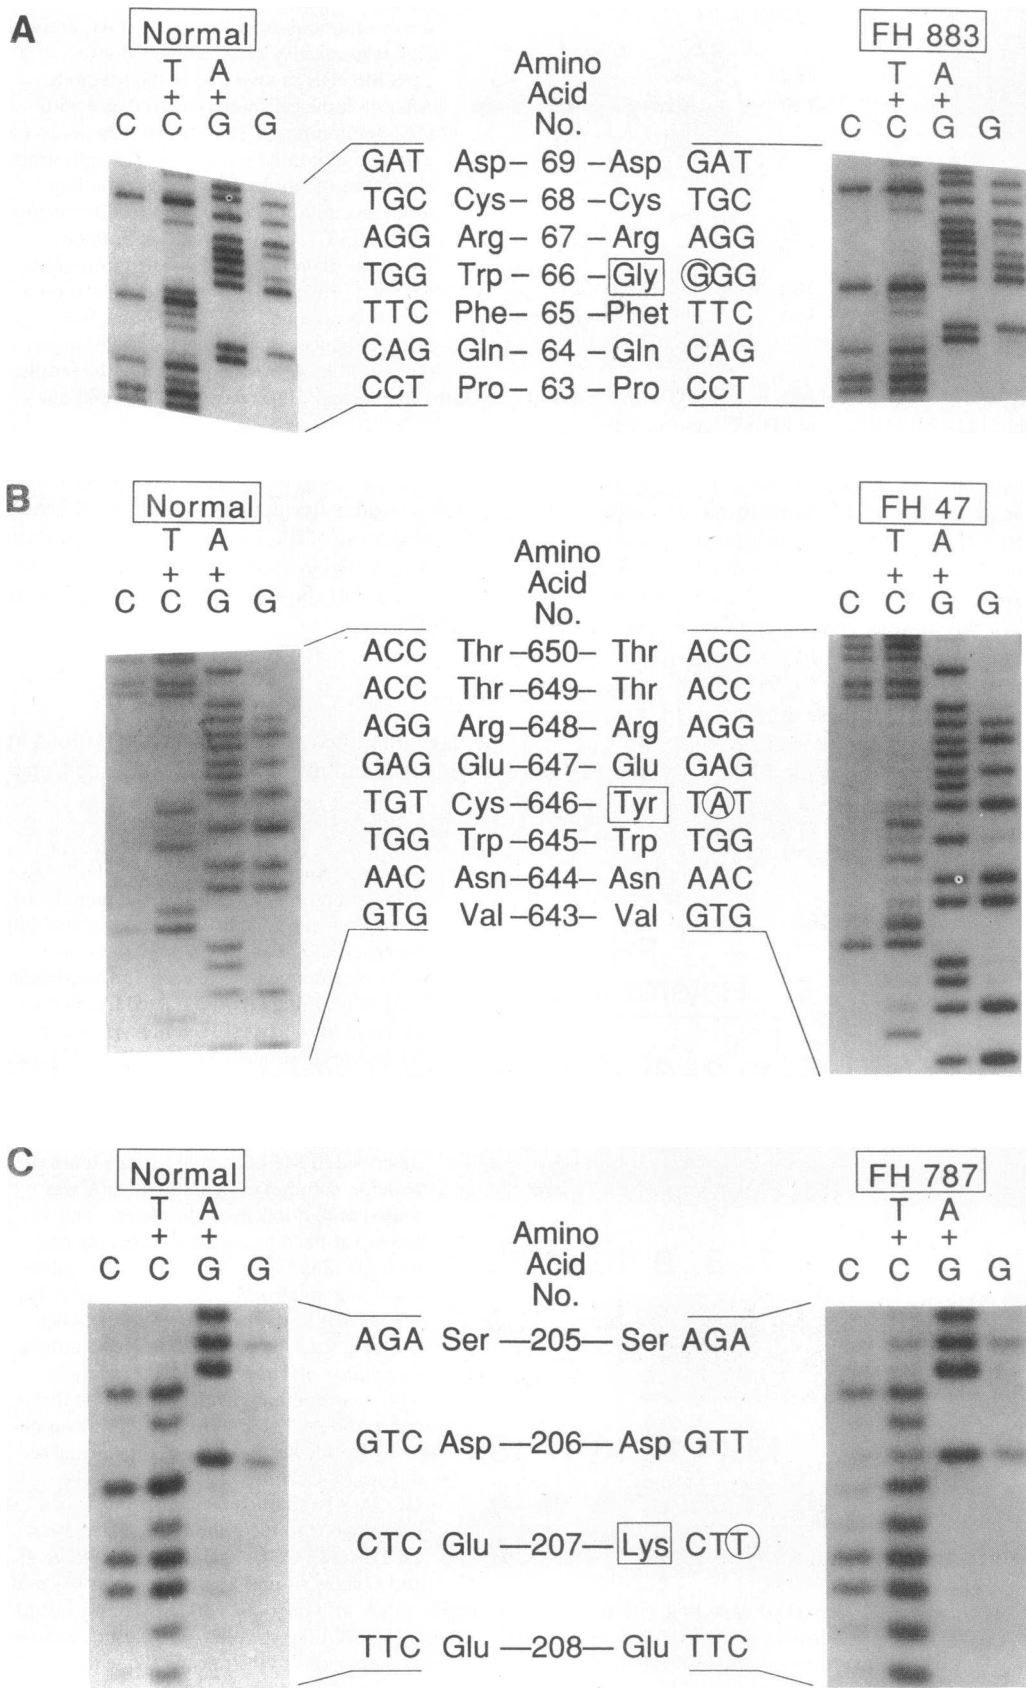 A
Normal
FH 883
T A
+ +
C C G G
Amino
Acid
No.
T A
+ +
C C G G
GAT Asp– 69 –Asp GAT
TGC Cys– 68 –Cys TGC
AGG Arg– 67 –Arg AGG
TGG Trp– 66 –Gly GGG
TTC Phe– 65 –Phet TTC
CAG Gln– 64 –Gln CAG
CCT Pro– 63 –Pro CCT
B
Normal
FH 47
T A
+ +
C C G G
Amino
Acid
No.
T A
+ +
C C G G
ACC Thr –650– Thr ACC
ACC Thr –649– Thr ACC
AGG Arg –648– Arg AGG
GAG Glu –647– Glu GAG
TGT Cys –646– Tyr TAT
TGG Trp –645– Trp TGG
AAC Asn –644– Asn AAC
GTG Val –643– Val GTG
C
Normal
FH 787
T A
+ +
C C G G
Amino
Acid
No.
T A
+ +
C C G G
AGA Ser —205— Ser AGA
GTC Asp —206— Asp GTT
CTC Glu —207— Lys CTT
TTC Glu —208— Glu TTC